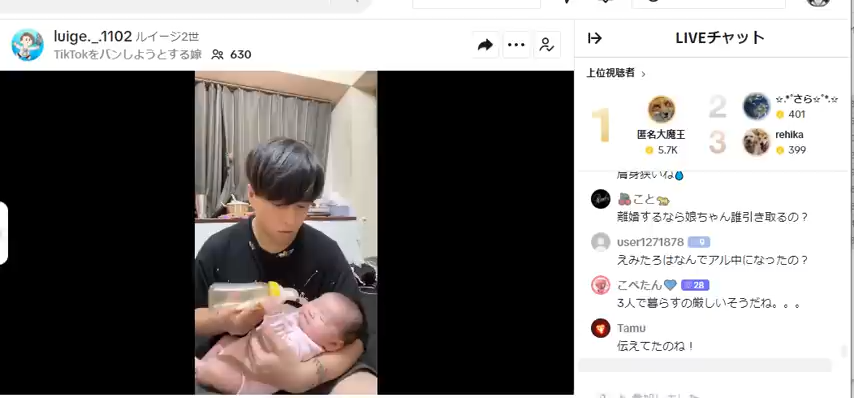 luige._.1102 ルイージ2世
TikTokをバンしようとする嫁 630
LIVEチャット
上位視聴者 >
1
匿名大魔王
5.7K
2
☆.*ﾟさら☆ﾟ*.☆
401
3
rehika
399
肩身狭いね💧
🍒こと🐆
離婚するなら娘ちゃん誰引き取るの？
user1271878 9
えみたろはなんでアル中になったの？
こぺたん🩵 28
3人で暮らすの厳しいそうだね。。。
Tamu
伝えてたのね！